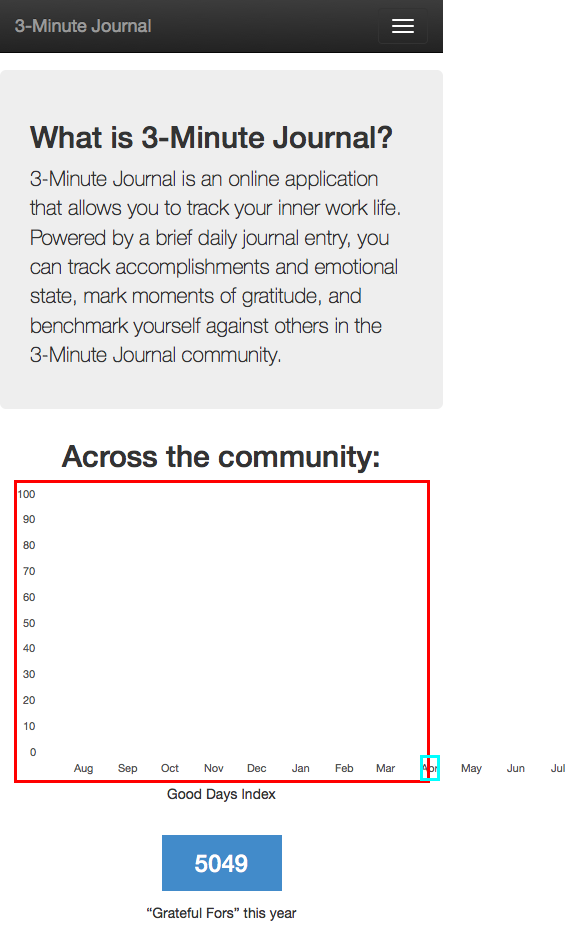 3-Minute Journal
What is 3-Minute Journal?
3-Minute Journal is an online application
that allows you to track your inner work life.
Powered by a brief daily journal entry, you
can track accomplishments and emotional
state, mark moments of gratitude, and
benchmark yourself against others in the
3-Minute Journal community.
Across the community:
100
90
80
70
60
50
40
30
20
10
0
Aug Sep Oct Nov Dec Jan Feb Mar Apr May Jun Jul
Good Days Index
5049
“Grateful Fors” this year